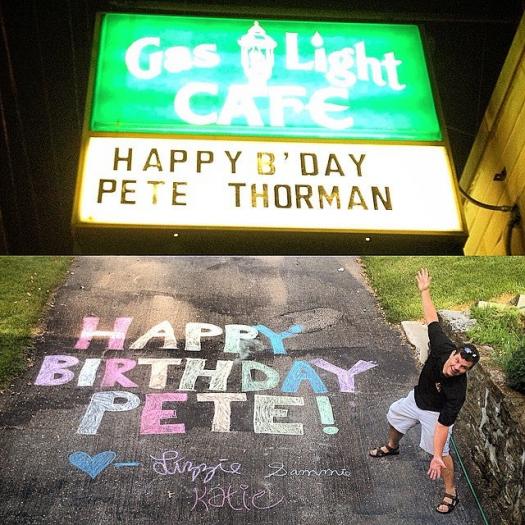 Gas Light
CAFE
HAPPY B'DAY
PETE THORMAN
HAPPY
BIRTHDAY
PETE!
Lizzie Sammi
Katie